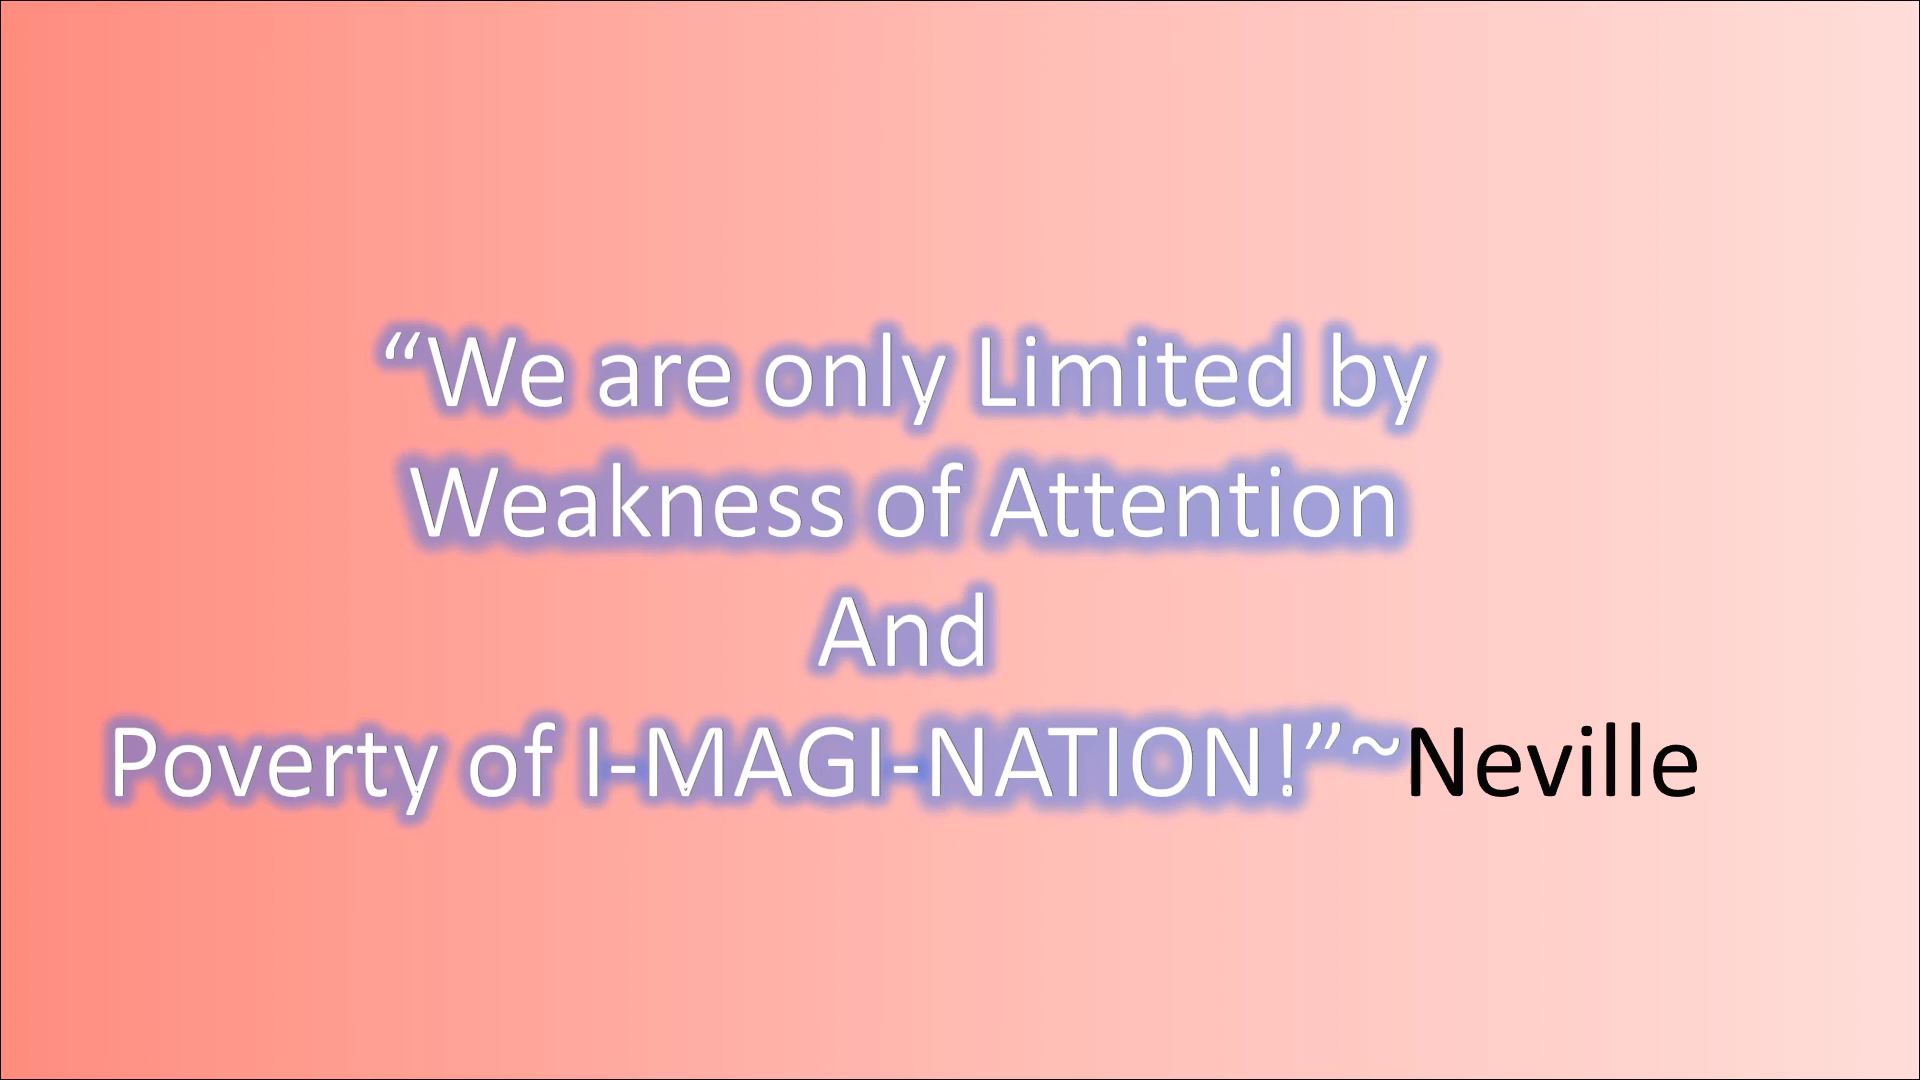 “We are only Limited by
Weakness of Attention
And
Poverty of I-MAGI-NATION!”~Neville